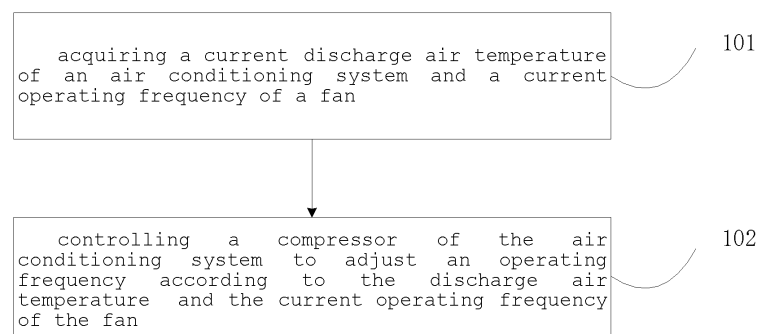 acquiring a current discharge air temperature
of an air conditioning system and a current
operating frequency of a fan
101
controlling a compressor of the air
conditioning system to adjust an operating
frequency according to the discharge air
temperature and the current operating frequency
of the fan
102